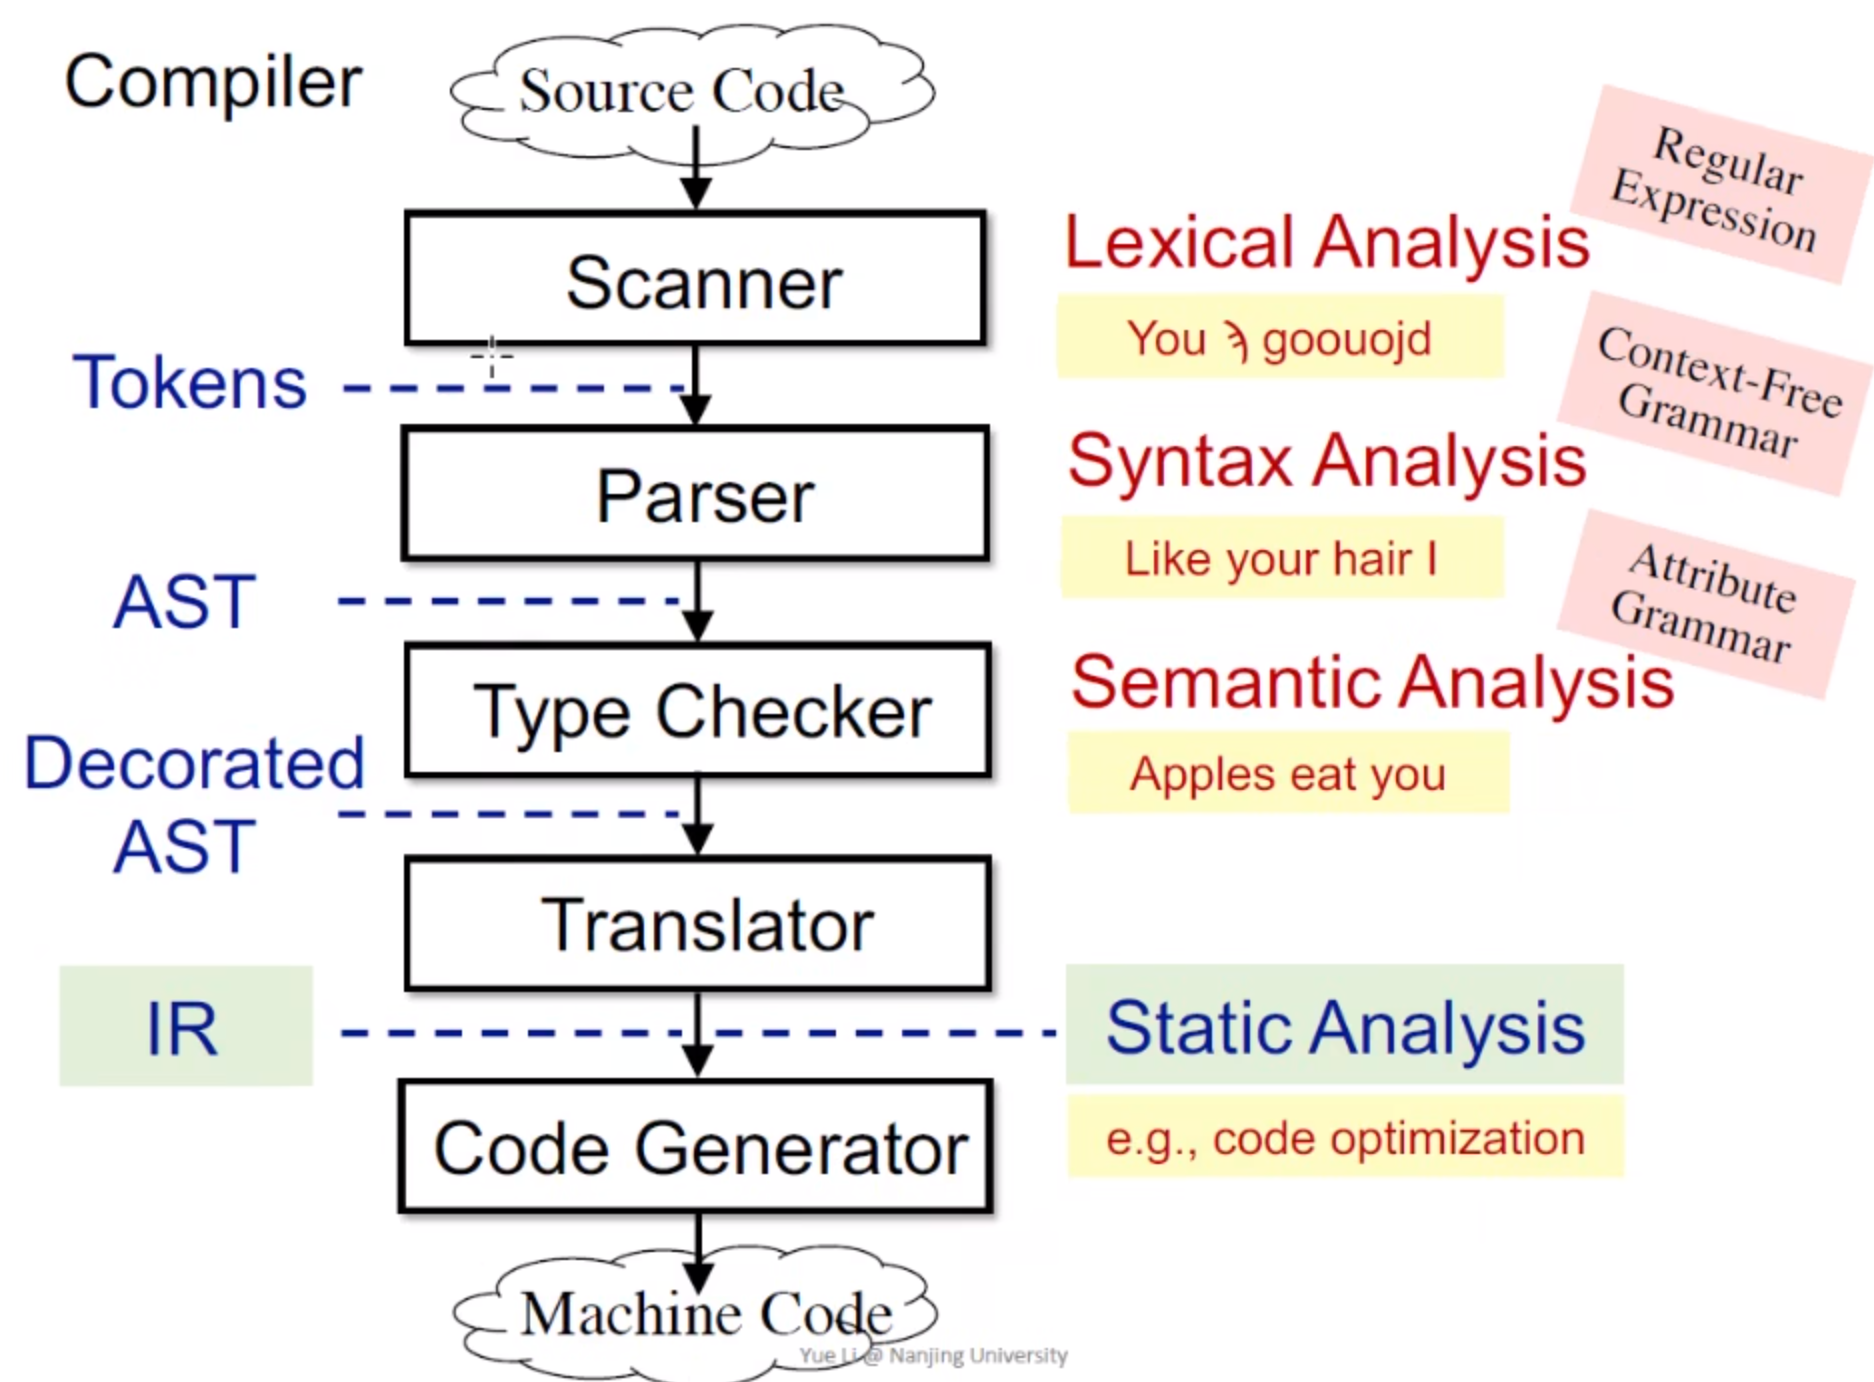 Compiler
Source Code
Regular
Expression
Scanner
Lexical Analysis
You goouojd
Tokens
Context-Free
Grammar
Parser
Syntax Analysis
Like your hair I
AST
Attribute
Grammar
Type Checker
Semantic Analysis
Apples eat you
Decorated
AST
Translator
IR
Static Analysis
Code Generator
e.g., code optimization
Machine Code
Yue Li @ Nanjing University